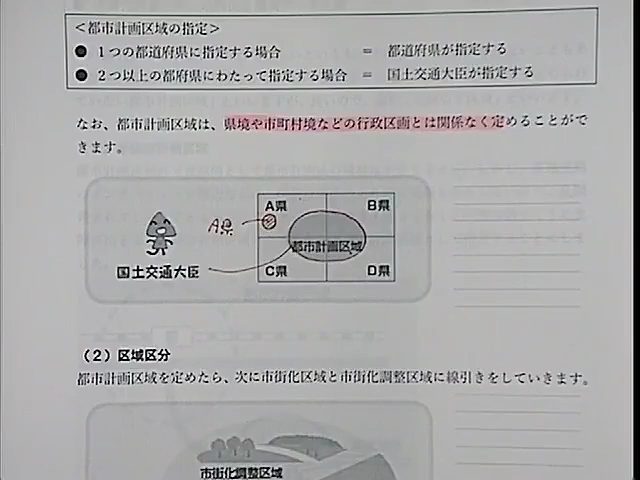 ＜都市計画区域の指定＞
● １つの都道府県に指定する場合 ＝ 都道府県が指定する
● ２つ以上の都府県にわたって指定する場合 ＝ 国土交通大臣が指定する
なお、都市計画区域は、県境や市町村境などの行政区画とは関係なく定めることがで
きます。
A県 B県
A県
都市計画区域
国土交通大臣 C県 D県
（２）区域区分
都市計画区域を定めたら、次に市街化区域と市街化調整区域に線引きをしていきます。
市街化調整区域